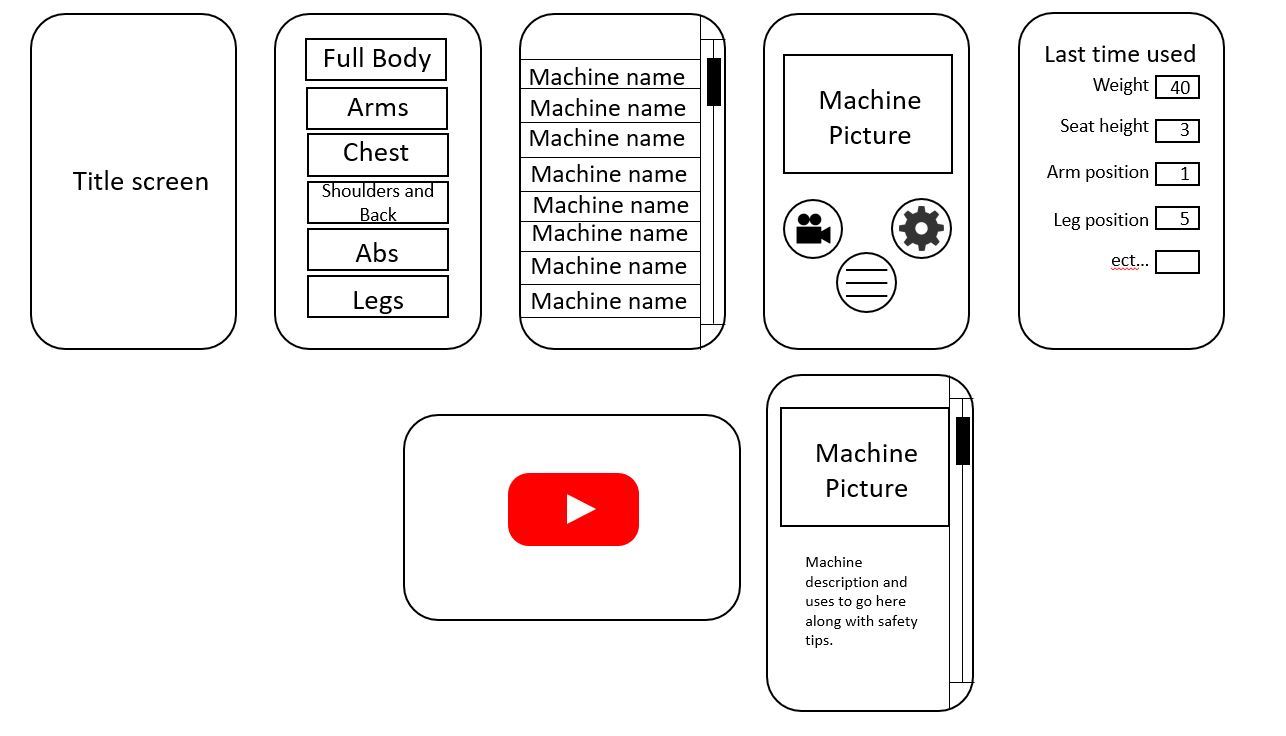 Title screen
Full Body
Arms
Chest
Shoulders and
Back
Abs
Legs
Machine name
Machine name
Machine name
Machine name
Machine name
Machine name
Machine name
Machine name
Machine
Picture
Last time used
Weight 40
Seat height 3
Arm position 1
Leg position 5
ect...
Machine
Picture
Machine
description and
uses to go here
along with safety
tips.